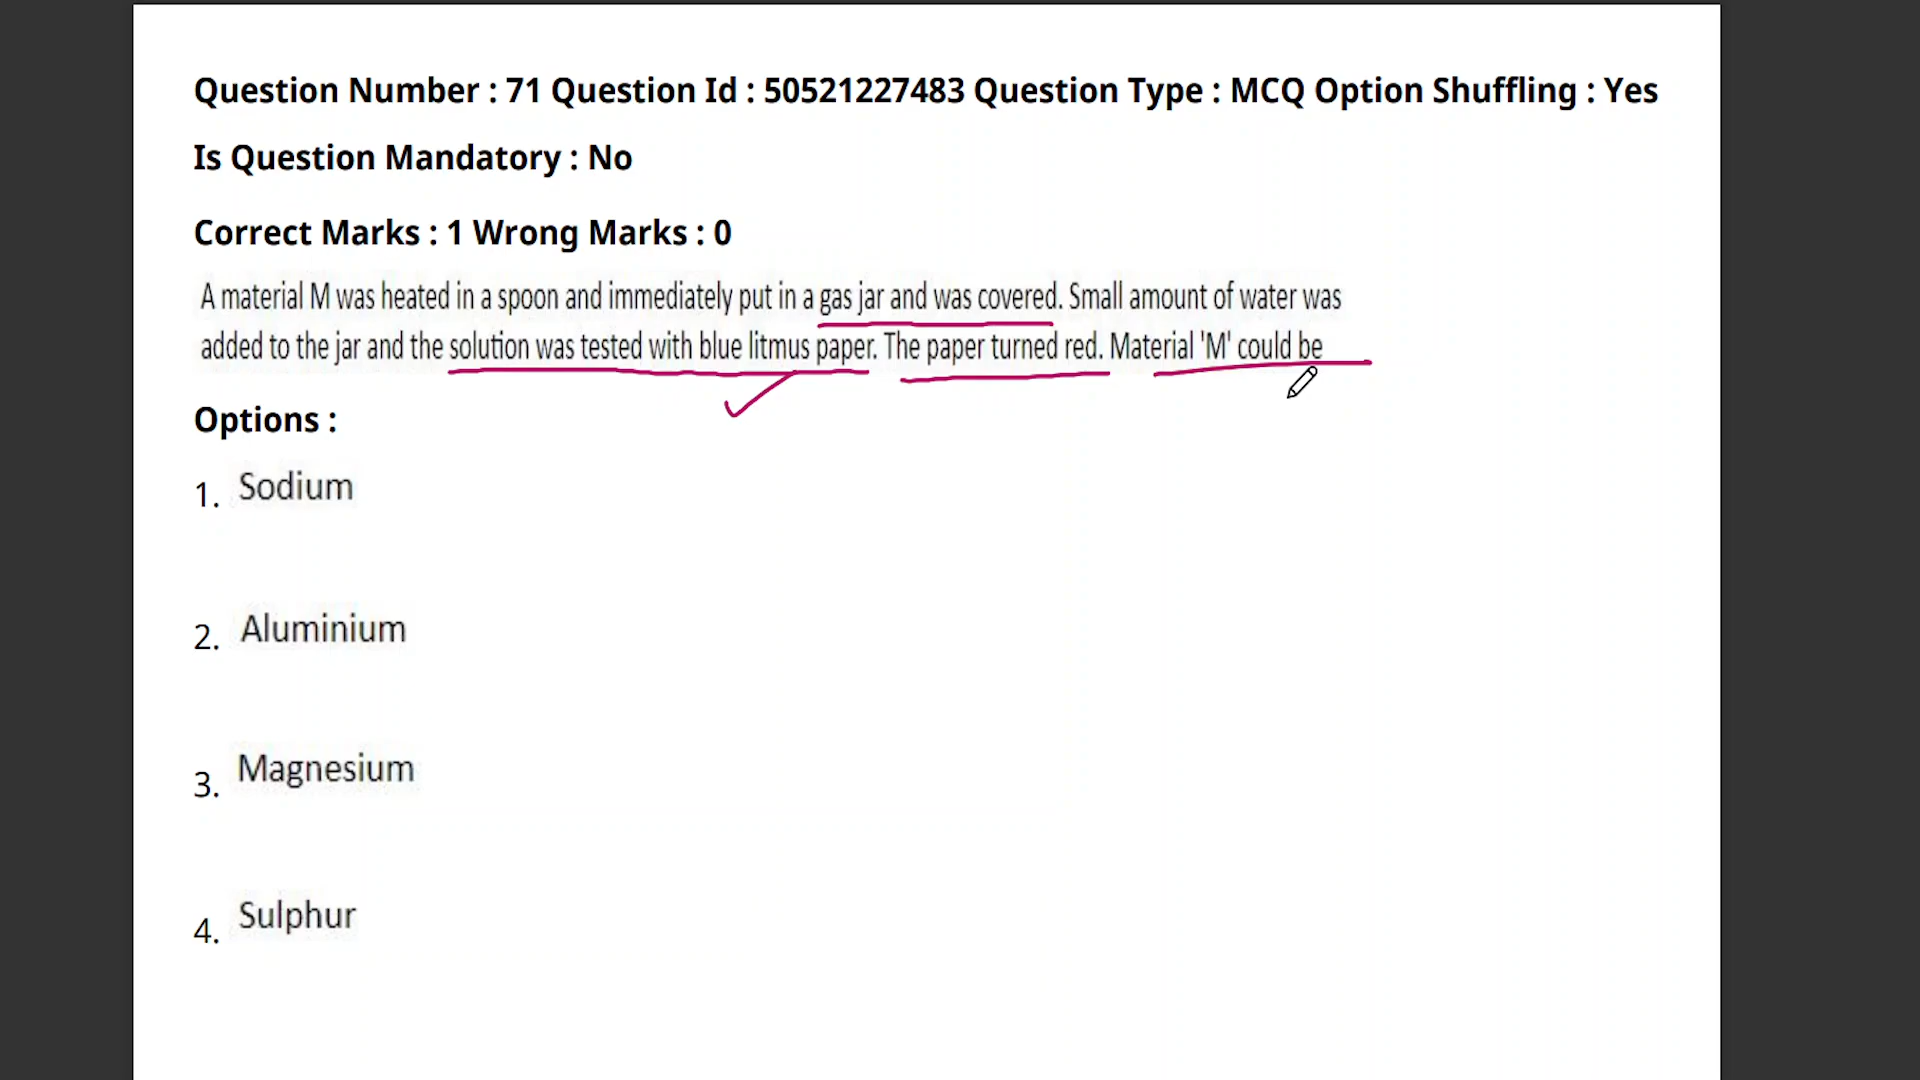 Question Number : 71 Question Id : 50521227483 Question Type : MCQ Option Shuffling : Yes
Is Question Mandatory : No
Correct Marks : 1 Wrong Marks : 0
A material M was heated in a spoon and immediately put in a gas jar and was covered. Small amount of water was
added to the jar and the solution was tested with blue litmus paper. The paper turned red. Material 'M' could be
Options :
1. Sodium
2. Aluminium
3. Magnesium
4. Sulphur